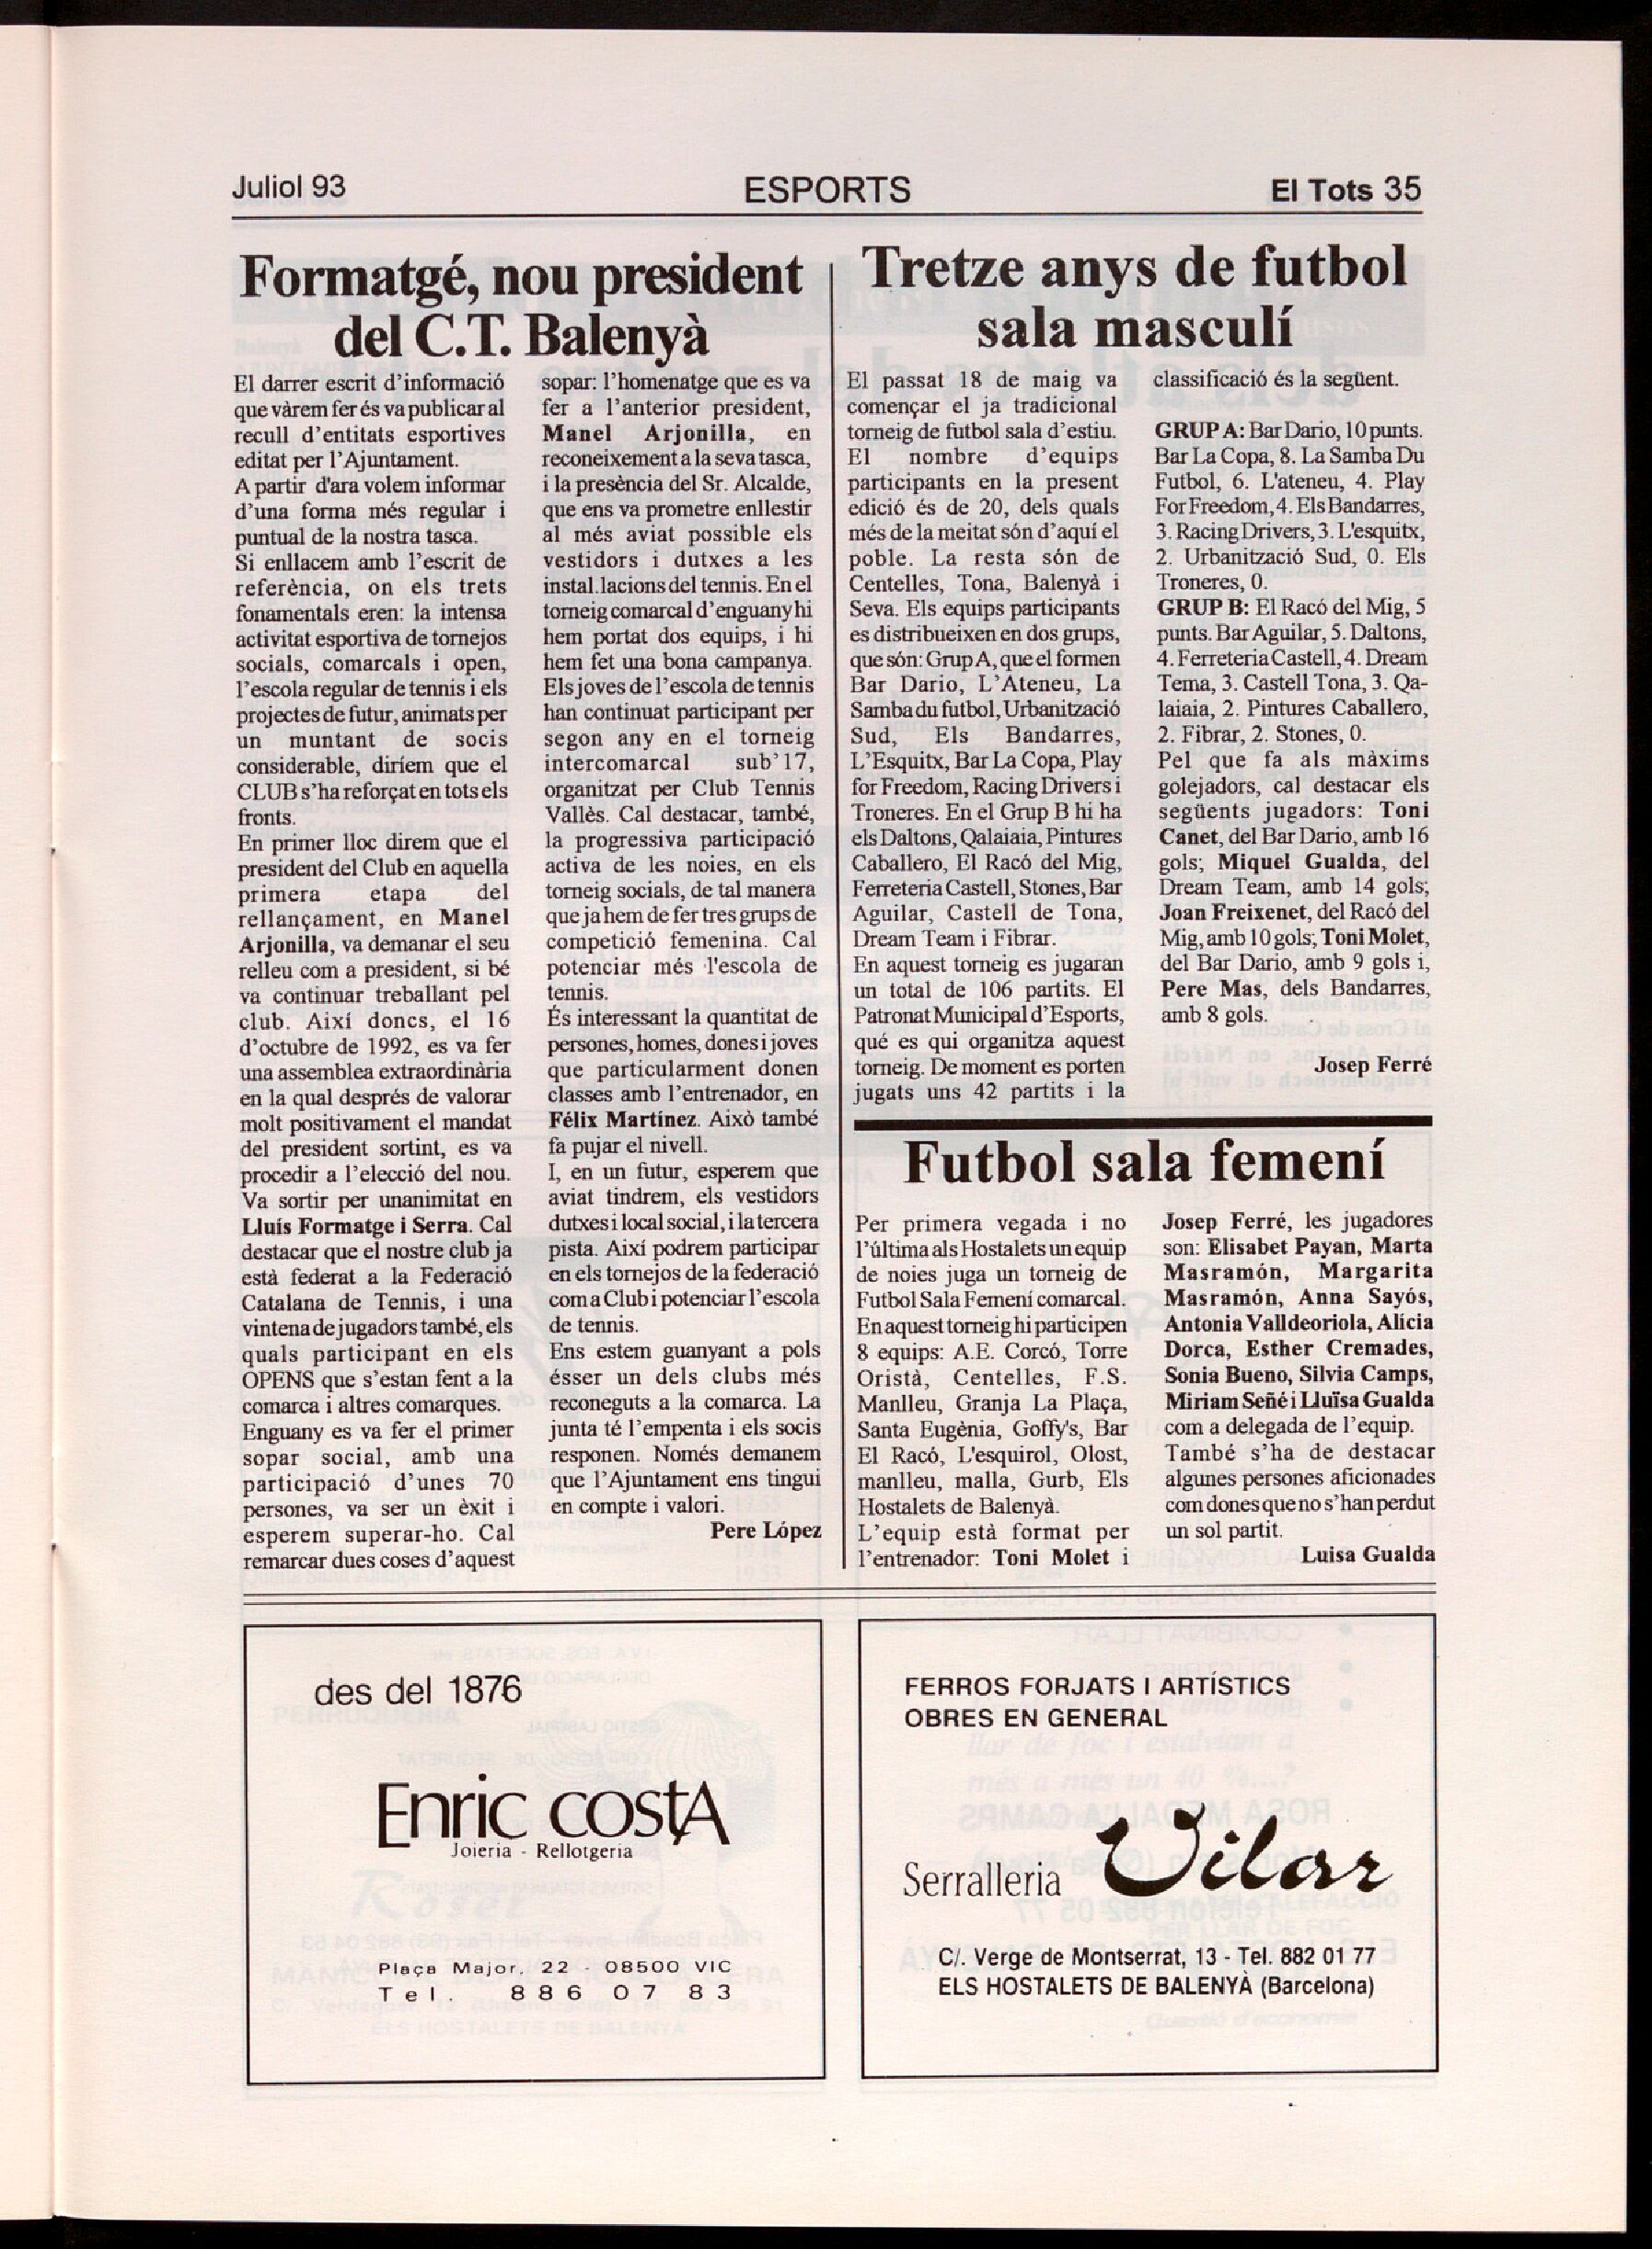 Juliol 93
ESPORTS
El Tots 35
Formatgé, nou president
del C.T. Balenyà
El darrer escrit d'informació
que vàrem fer és va publicar al
recull d'entitats esportives
editat per l'Ajuntament.
A partir d'ara volem informar
d'una forma més regular i
puntual de la nostra tasca.
Si enllacem amb l'escrit de
referència, on els trets
fonamentals eren: la intensa
activitat esportiva de tornejos
socials, comarcals i open,
l'escola regular de tennis i els
projectes de futur, animats per
un muntant de socis
considerable, diríem que el
CLUB s'ha reforçat en tots els
fronts.
En primer lloc direm que el
president del Club en aquella
primera etapa del
rellançament, en Manel
Arjonilla, va demanar el seu
relleu com a president, si bé
va continuar treballant pel
club. Així doncs, el 16
d'octubre de 1992, es va fer
una assemblea extraordinària
en la qual després de valorar
molt positivament el mandat
del president sortint, es va
procedir a l'elecció del nou.
Va sortir per unanimitat en
Lluís Formatge i Serra. Cal
destacar que el nostre club ja
està federat a la Federació
Catalana de Tennis, i una
vintena de jugadors també, els
quals participant en els
OPENS que s'estan fent a la
comarca i altres comarques.
Enguany es va fer el primer
sopar social, amb una
participació d'unes 70
persones, va ser un èxit i
esperem superar-ho. Cal
remarcar dues coses d'aquest
sopar: l'homenatge que es va
fer a l'anterior president,
Manel Arjonilla, en
reconeixement a la seva tasca,
i la presència del Sr. Alcalde,
que ens va prometre enllestir
al més aviat possible els
vestidors i dutxes a les
instal.lacions del tennis. En el
torneig comarcal d'enguany hi
hem portat dos equips, i hi
hem fet una bona campanya.
Els joves de l'escola de tennis
han continuat participant per
segon any en el torneig
intercomarcal sub'17,
organitzat per Club Tennis
Vallès. Cal destacar, també,
la progressiva participació
activa de les noies, en els
torneig socials, de tal manera
que ja hem de fer tres grups de
competició femenina. Cal
potenciar més l'escola de
tennis.
És interessant la quantitat de
persones, homes, dones i joves
que particularment donen
classes amb l'entrenador, en
Félix Martínez. Això també
fa pujar el nivell.
I, en un futur, esperem que
aviat tindrem, els vestidors
dutxes i local social, i la tercera
pista. Així podrem participar
en els tornejos de la federació
com a Club i potenciar l'escola
de tennis.
Ens estem guanyant a pols
ésser un dels clubs més
reconeguts a la comarca. La
junta té l'empenta i els socis
responen. Només demanem
que l'Ajuntament ens tingui
en compte i valori.
Pere López
Tretze anys de futbol
sala masculí
El passat 18 de maig va
començar el ja tradicional
torneig de futbol sala d'estiu.
El nombre d'equips
participants en la present
edició és de 20, dels quals
més de la meitat són d'aquí el
poble. La resta són de
Centelles, Tona, Balenyà i
Seva. Els equips participants
es distribueixen en dos grups,
que són: Grup A, que el formen
Bar Dario, L'Ateneu, La
Samba du futbol, Urbanització
Sud, Els Bandarres,
L'Esquitx, Bar La Copa, Play
for Freedom, Racing Drivers i
Troneres. En el Grup B hi ha
els Daltons, Qalaiaia, Pintures
Caballero, El Racó del Mig,
Ferreteria Castell, Stones, Bar
Aguilar, Castell de Tona,
Dream Team i Fibrar.
En aquest torneig es jugaran
un total de 106 partits. El
Patronat Municipal d'Esports,
qué es qui organitza aquest
torneig. De moment es porten
jugats uns 42 partits i la
classificació és la següent.
GRUP A: Bar Dario, 10 punts.
Bar La Copa, 8. La Samba Du
Futbol, 6. L'ateneu, 4. Play
For Freedom, 4. Els Bandarres,
3. Racing Drivers, 3. L'esquitx,
2. Urbanització Sud, 0. Els
Troneres, 0.
GRUP B: El Racó del Mig, 5
punts. Bar Aguilar, 5. Daltons,
4. Ferreteria Castell, 4. Dream
Tema, 3. Castell Tona, 3. Qa-
laiaia, 2. Pintures Caballero,
2. Fibrar, 2. Stones, 0.
Pel que fa als màxims
golejadors, cal destacar els
següents jugadors: Toni
Canet, del Bar Dario, amb 16
gols; Miquel Gualda, del
Dream Team, amb 14 gols;
Joan Freixenet, del Racó del
Mig, amb 10 gols; Toni Molet,
del Bar Dario, amb 9 gols i,
Pere Mas, dels Bandarres,
amb 8 gols.
Josep Ferré
Futbol sala femení
Per primera vegada i no
l'última als Hostalets un equip
de noies juga un torneig de
Futbol Sala Femení comarcal.
En aquest torneig hi participen
8 equips: A.E. Corcó, Torre
Oristà, Centelles, F.S.
Manlleu, Granja La Plaça,
Santa Eugènia, Goffy's, Bar
El Racó, L'esquirol, Olost,
manlleu, malla, Gurb, Els
Hostalets de Balenyà.
L'equip està format per
l'entrenador: Toni Molet i
Josep Ferré, les jugadores
son: Elisabet Payan, Marta
Masramón, Margarita
Masramón, Anna Sayós,
Antonia Valldeoriola, Alicia
Dorca, Esther Cremades,
Sonia Bueno, Silvia Camps,
Miriam Señé i Lluïsa Gualda
com a delegada de l'equip.
També s'ha de destacar
algunes persones aficionades
com dones que no s'han perdut
un sol partit.
Luisa Gualda
des del 1876
Enric costA
Joieria - Rellotgeria
Plaça Major, 22 - 08500 VIC
Tel. 886 07 83
FERROS FORJATS I ARTÍSTICS
OBRES EN GENERAL
Serralleria Vilar
C/. Verge de Montserrat, 13 - Tel. 882 01 77
ELS HOSTALETS DE BALENYÀ (Barcelona)